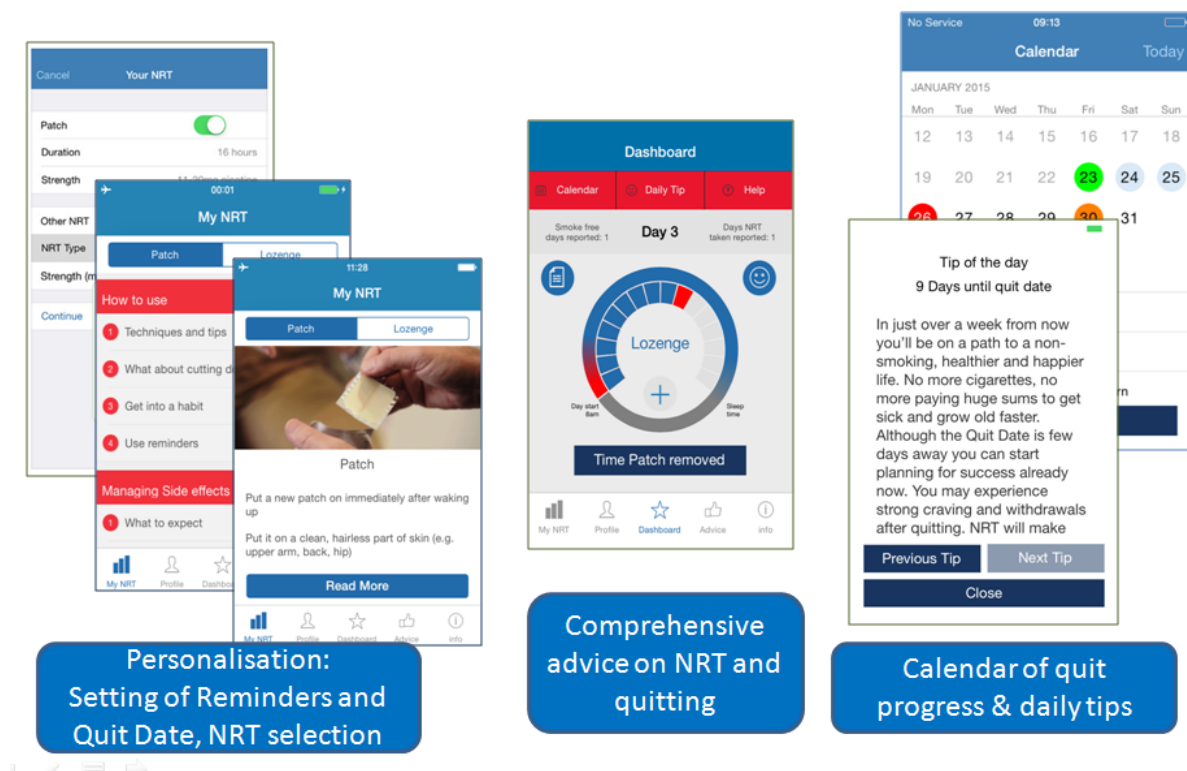 Cancel Your NRT
Patch
Duration 16 hours
Strength 11-20mg nicotine
Other NRT
NRT Type
Strength (m
Continue
00:01
My NRT
Patch Lozenge
How to use
1 Techniques and tips
2 What about cutting d
3 Get into a habit
4 Use reminders
Managing Side effects
1 What to expect
My NRT Profile Dashboa
11:28
My NRT
Patch Lozenge
Patch
Put a new patch on immediately after waking
up
Put it on a clean, hairless part of skin (e.g.
upper arm, back, hip)
Read More
My NRT Profile Dashboard Advice info
Personalisation:
Setting of Reminders and
Quit Date, NRT selection
Dashboard
Calendar Daily Tip Help
Smoke free
days reported: 1
Day 3
Days NRT
taken reported: 1
Lozenge
+
Day start
8am
Sleep
time
Time Patch removed
My NRT Profile Dashboard Advice info
Comprehensive
advice on NRT and
quitting
No Service 09:13
Calendar Today
JANUARY 2015
Mon Tue Wed Thu Fri Sat Sun
12 13 14 15 16 17 18
19 20 21 22 23 24 25
26 27 28 29 30 31
rn
Tip of the day
9 Days until quit date
In just over a week from now
you'll be on a path to a non-
smoking, healthier and happier
life. No more cigarettes, no
more paying huge sums to get
sick and grow old faster.
Although the Quit Date is few
days away you can start
planning for success already
now. You may experience
strong craving and withdrawals
after quitting. NRT will make
Previous Tip Next Tip
Close
Calendar of quit
progress & daily tips